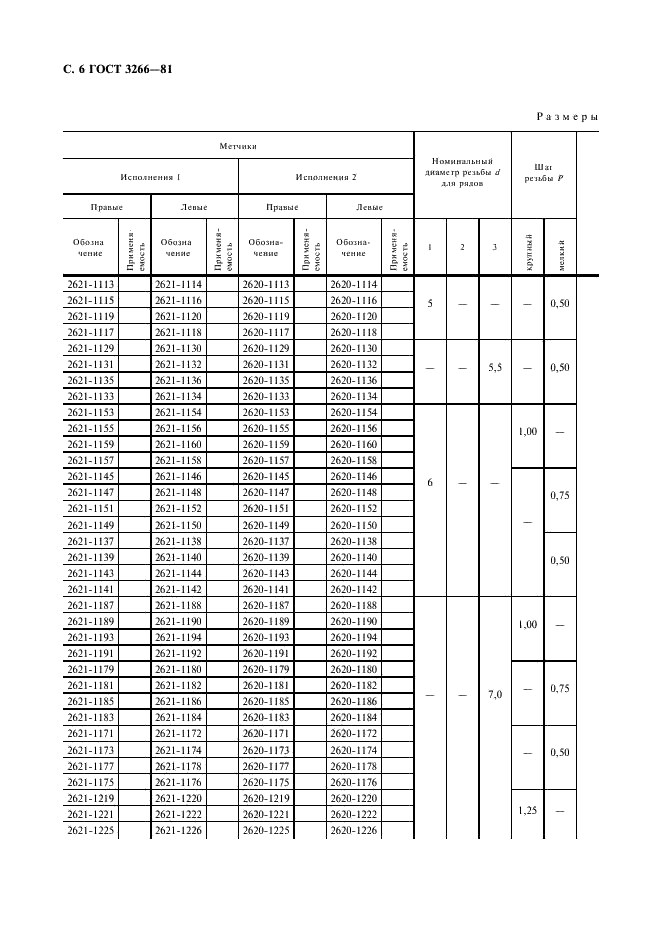 С. 6 ГОСТ 3266—81
Размеры
Метчики
Номинальный диаметр резьбы d для рядов
Шаг резьбы P
Исполнения 1
Исполнения 2
Правые
Левые
Правые
Левые
Обозна чение
Применя- емость
Обозна чение
Применя- емость
Обозна- чение
Применя- емость
Обозна- чение
Применя- емость
1
2
3
крупный
мелкий
2621-1113 2621-1114 2620-1113 2620-1114
2621-1115 2621-1116 2620-1115 2620-1116
5 — — — 0,50
2621-1119 2621-1120 2620-1119 2620-1120
2621-1117 2621-1118 2620-1117 2620-1118
2621-1129 2621-1130 2620-1129 2620-1130
2621-1131 2621-1132 2620-1131 2620-1132
— — 5,5 — 0,50
2621-1135 2621-1136 2620-1135 2620-1136
2621-1133 2621-1134 2620-1133 2620-1134
2621-1153 2621-1154 2620-1153 2620-1154
2621-1155 2621-1156 2620-1155 2620-1156
1,00 —
2621-1159 2621-1160 2620-1159 2620-1160
2621-1157 2621-1158 2620-1157 2620-1158
2621-1145 2621-1146 2620-1145 2620-1146
6 — —
2621-1147 2621-1148 2620-1147 2620-1148
0,75
2621-1151 2621-1152 2620-1151 2620-1152
—
2621-1149 2621-1150 2620-1149 2620-1150
2621-1137 2621-1138 2620-1137 2620-1138
2621-1139 2621-1140 2620-1139 2620-1140
0,50
2621-1143 2621-1144 2620-1143 2620-1144
2621-1141 2621-1142 2620-1141 2620-1142
2621-1187 2621-1188 2620-1187 2620-1188
2621-1189 2621-1190 2620-1189 2620-1190
1,00 —
2621-1193 2621-1194 2620-1193 2620-1194
2621-1191 2621-1192 2620-1191 2620-1192
2621-1179 2621-1180 2620-1179 2620-1180
2621-1181 2621-1182 2620-1181 2620-1182
— — 7,0 — 0,75
2621-1185 2621-1186 2620-1185 2620-1186
2621-1183 2621-1184 2620-1183 2620-1184
2621-1171 2621-1172 2620-1171 2620-1172
2621-1173 2621-1174 2620-1173 2620-1174
— 0,50
2621-1177 2621-1178 2620-1177 2620-1178
2621-1175 2621-1176 2620-1175 2620-1176
2621-1219 2621-1220 2620-1219 2620-1220
1,25 —
2621-1221 2621-1222 2620-1221 2620-1222
2621-1225 2621-1226 2620-1225 2620-1226